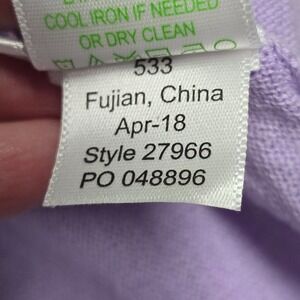 COOL IRON IF NEEDED
OR DRY CLEAN
533
Fujian, China
Apr-18
Style 27966
PO 048896